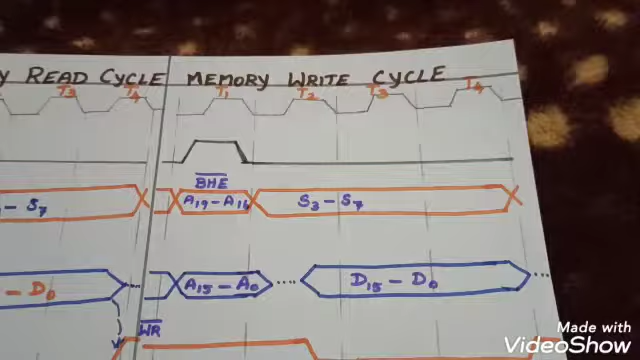 Y READ CYCLE MEMORY WRITE CYCLE
T3 T4 T1 T2 T3 T4
BHE
- S7 A19 - A16 S3 - S7
- D0 A15 - A0 D15 - D0
WR
Made with
VideoShow